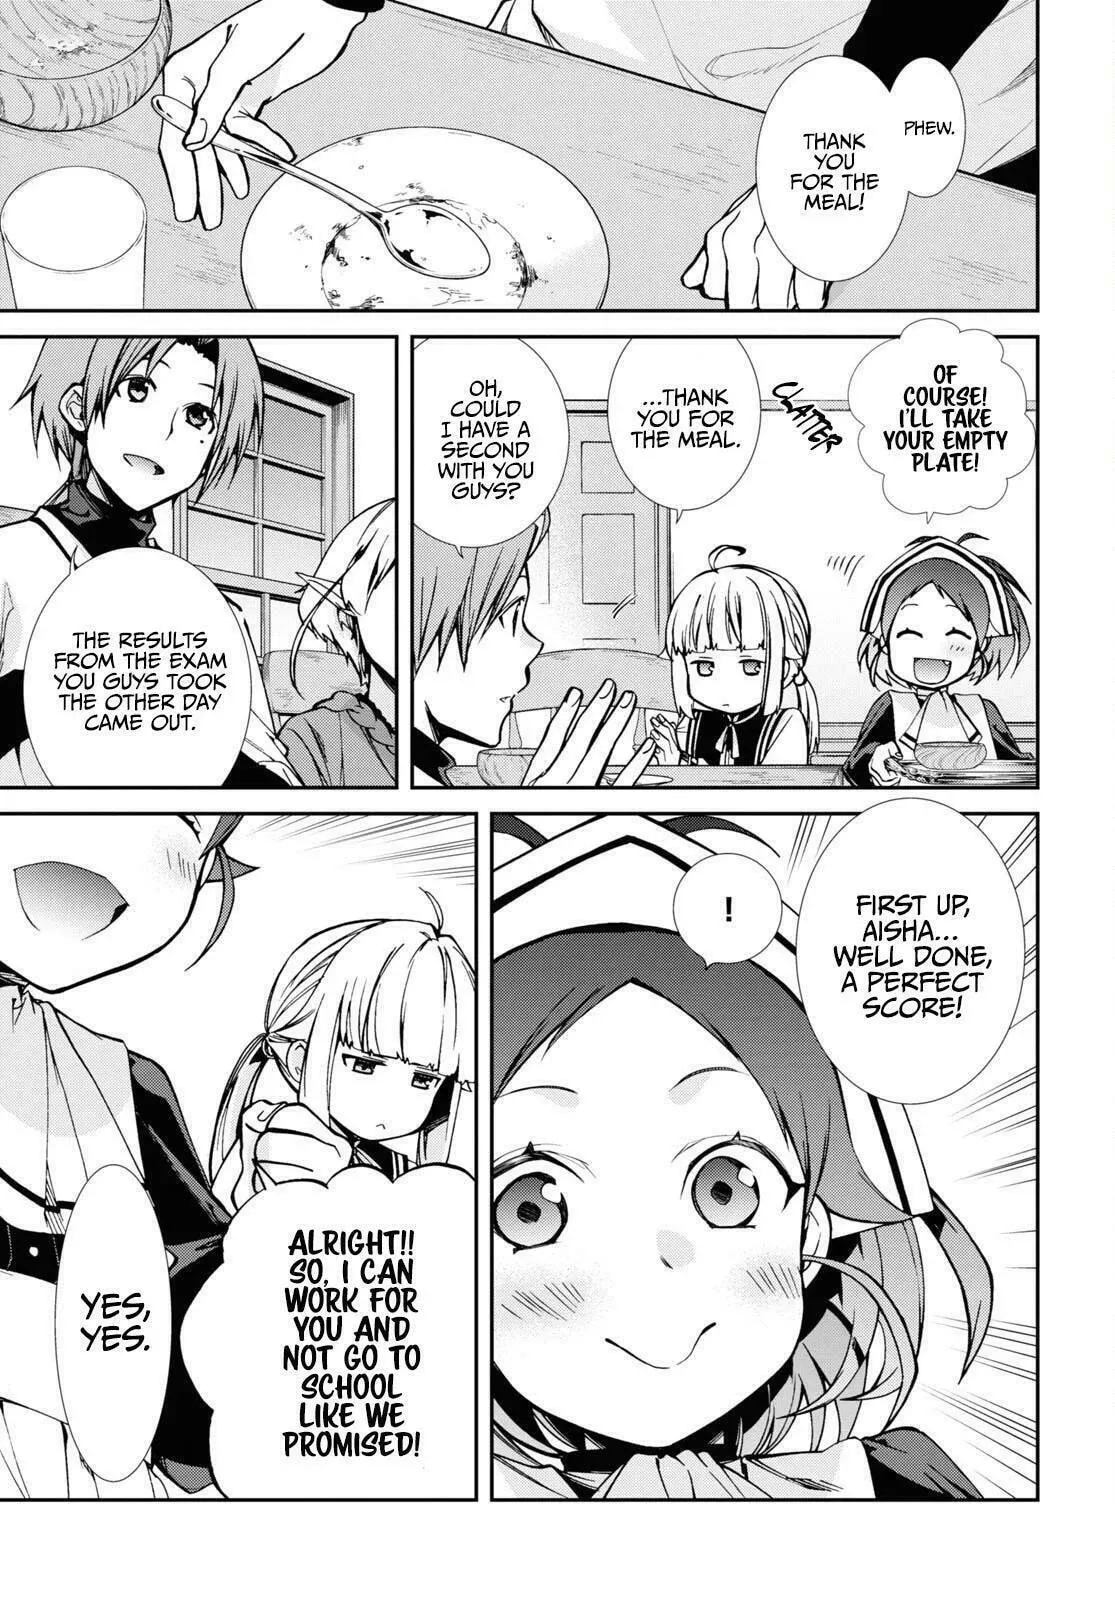 PHEW.
THANK
YOU
FOR THE
MEAL!
OF
COURSE!
I'LL TAKE
YOUR EMPTY
PLATE!
CLATTER
...THANK
YOU FOR
THE MEAL.
OH,
COULD
I HAVE A
SECOND
WITH YOU
GUYS?
THE RESULTS
FROM THE EXAM
YOU GUYS TOOK
THE OTHER DAY
CAME OUT.
FIRST UP,
AISHA...
WELL DONE,
A PERFECT
SCORE!
!
ALRIGHT!!
SO, I CAN
WORK FOR
YOU AND
NOT GO TO
SCHOOL
LIKE WE
PROMISED!
YES,
YES.